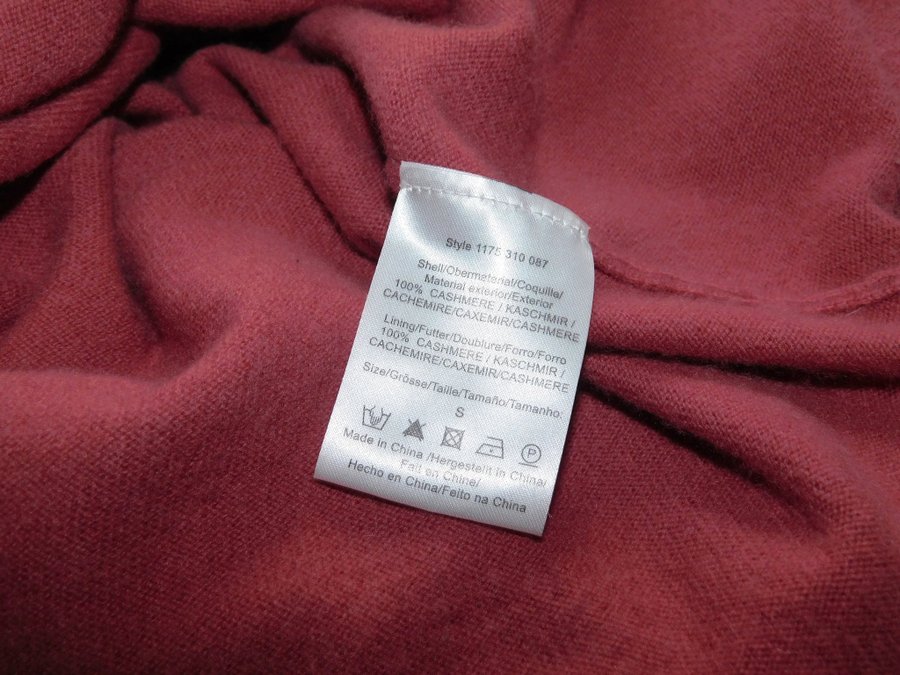 Style 1175 310 087
Shell/Obermaterial/Coquille/
Material exterior/Exterior
100% CASHMERE / KASCHMIR /
CACHEMIRE/CAXEMIR/CASHMERE
Lining/Futter/Doublure/Forro/Forro
100% CASHMERE / KASCHMIR /
CACHEMIRE/CAXEMIR/CASHMERE
Size/Grösse/Taille/Tamaño/Tamanho:
S
P
Made in China /Hergestellt in China/
Fait en Chine/
Hecho en China/Feito na China